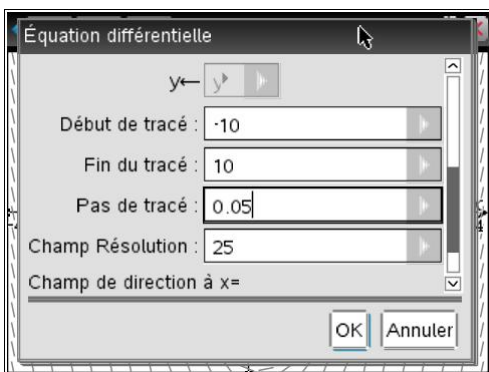 Équation différentielle
y←
y
Début de tracé : -10
Fin du tracé : 10
Pas de tracé : 0.05
Champ Résolution : 25
Champ de direction à x=
OK Annuler